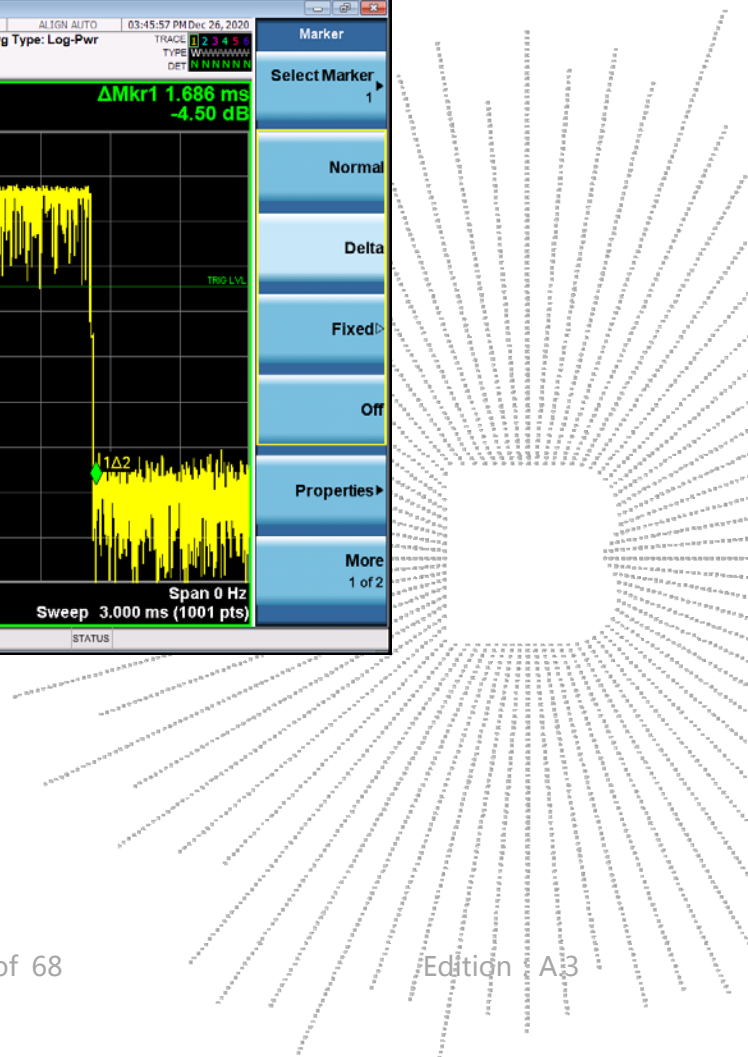 ALIGN AUTO
03:45:57 PM Dec 26, 2020
g Type: Log-Pwr
TRACE 1 2 3 4 5 6
TYPE W
DET N N N N N N
Marker
Select Marker
1
ΔMkr1 1.686 ms
-4.50 dB
Normal
Delta
TRIG LVL
Fixed
Off
1Δ2
Properties
More
1 of 2
Span 0 Hz
Sweep 3.000 ms (1001 pts)
STATUS
of 68
Edition : A.3